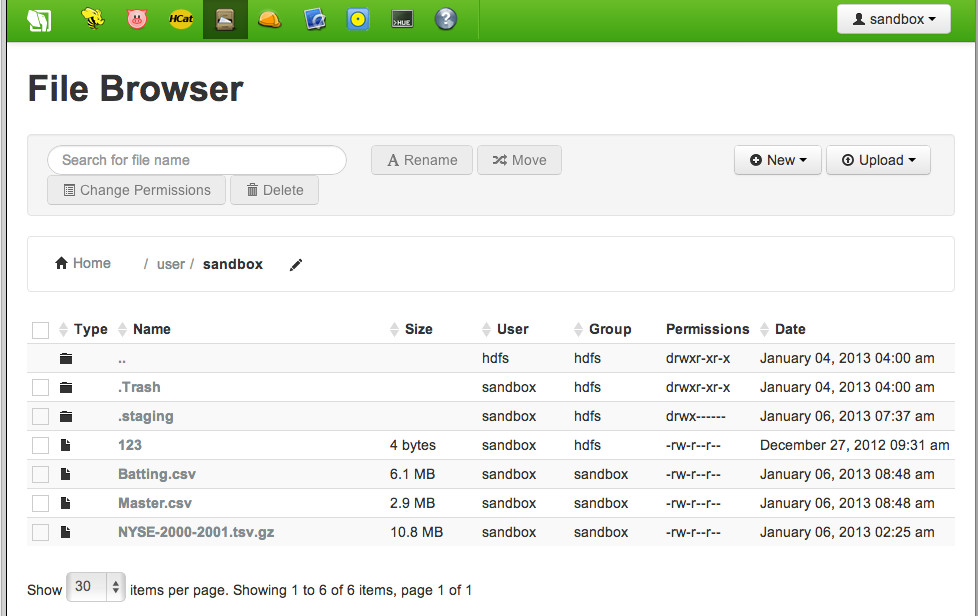 HCat
>HUE
?
sandbox
File Browser
Search for file name
A Rename
Move
New
Upload
Change Permissions
Delete
Home / user / sandbox
Type Name Size User Group Permissions Date
.. hdfs hdfs drwxr-xr-x January 04, 2013 04:00 am
.Trash sandbox hdfs drwxr-xr-x January 04, 2013 04:00 am
.staging sandbox hdfs drwx------ January 06, 2013 07:37 am
123 4 bytes sandbox hdfs -rw-r--r-- December 27, 2012 09:31 am
Batting.csv 6.1 MB sandbox sandbox -rw-r--r-- January 06, 2013 08:48 am
Master.csv 2.9 MB sandbox sandbox -rw-r--r-- January 06, 2013 08:48 am
NYSE-2000-2001.tsv.gz 10.8 MB sandbox sandbox -rw-r--r-- January 06, 2013 02:25 am
Show 30 items per page. Showing 1 to 6 of 6 items, page 1 of 1